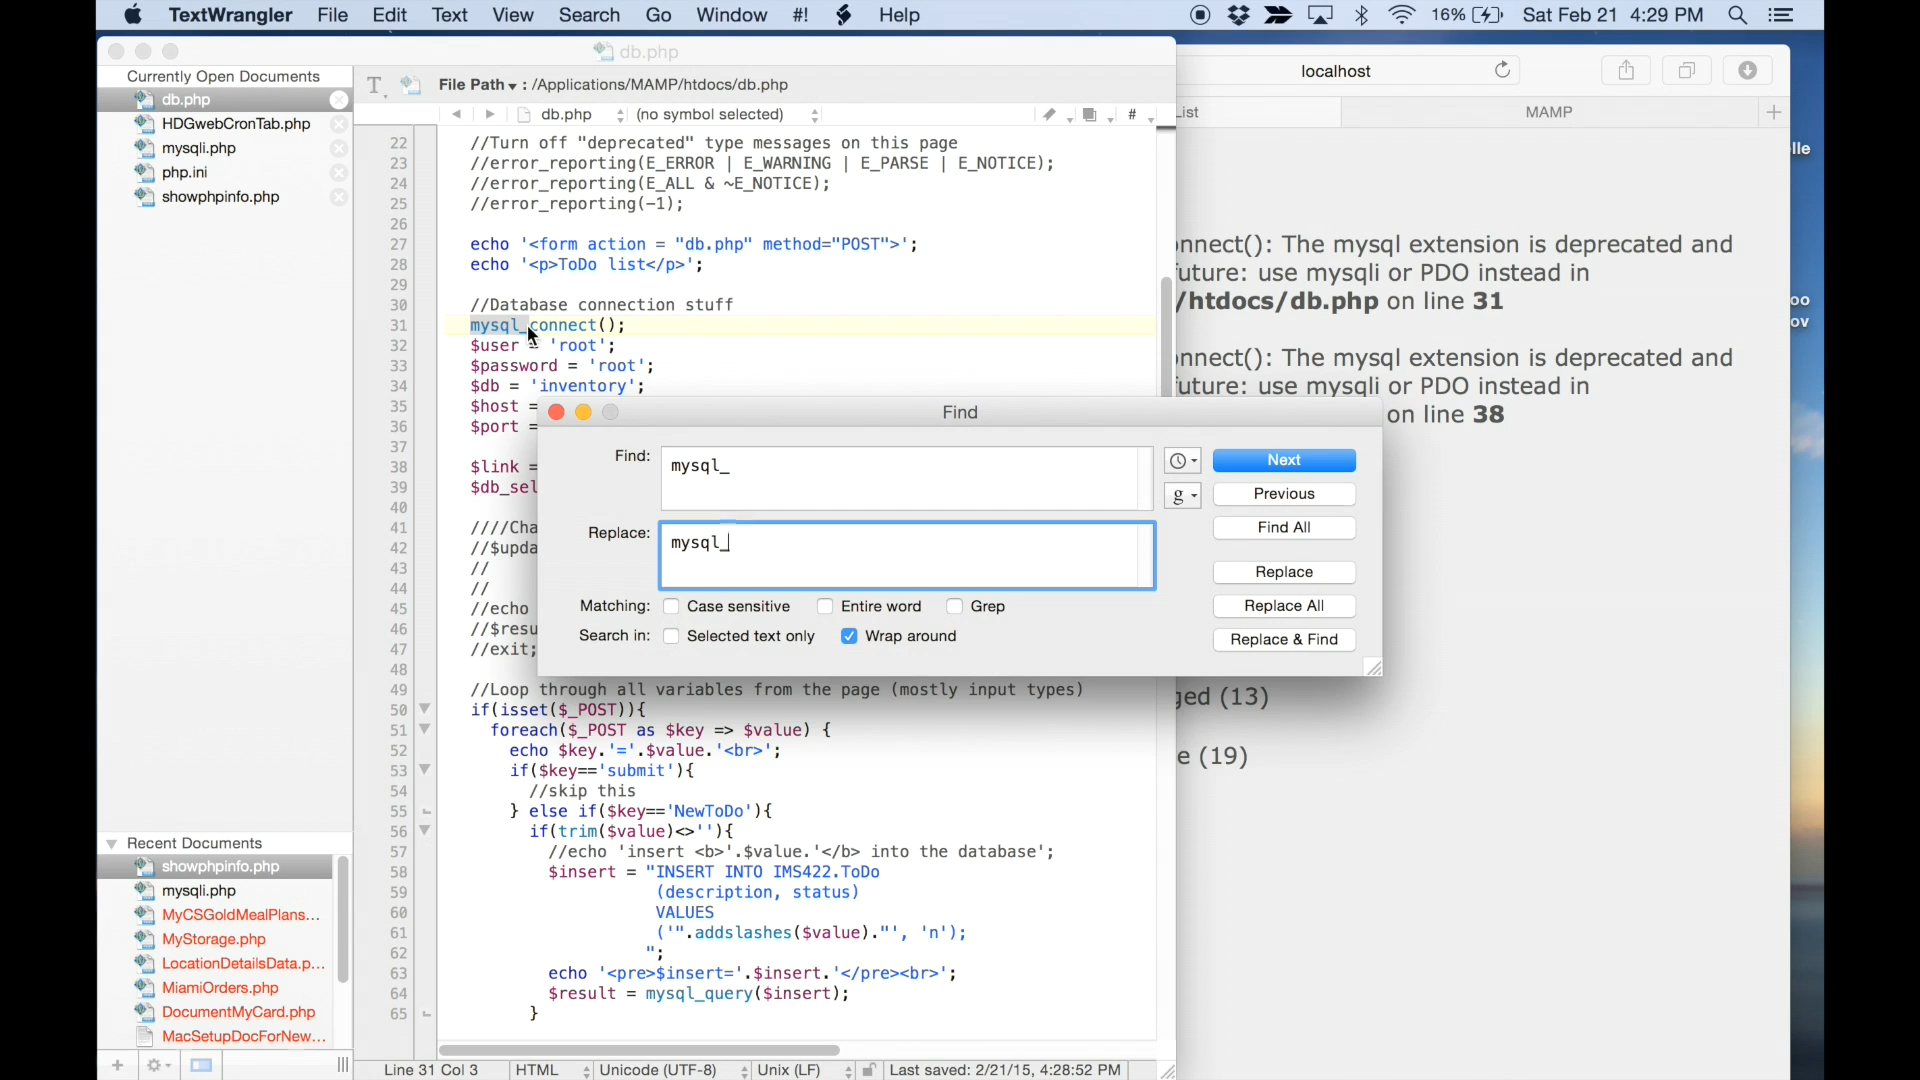 TextWrangler File Edit Text View Search Go Window #! Help 16% Sat Feb 21 4:29 PM
db.php
Currently Open Documents
db.php
HDGwebCronTab.php
mysqli.php
php.ini
showphpinfo.php
Recent Documents
showphpinfo.php
mysqli.php
MyCSGoldMealPlans...
MyStorage.php
LocationDetailsData.p...
MiamiOrders.php
DocumentMyCard.php
MacSetupDocForNew...
File Path : /Applications/MAMP/htdocs/db.php
db.php (no symbol selected) #
22 //Turn off "deprecated" type messages on this page
23 //error_reporting(E_ERROR | E_WARNING | E_PARSE | E_NOTICE);
24 //error_reporting(E_ALL & ~E_NOTICE);
25 //error_reporting(-1);
26
27 echo '<form action = "db.php" method="POST">';
28 echo '<p>ToDo list</p>';
29
30 //Database connection stuff
31 mysql_connect();
32 $user = 'root';
33 $password = 'root';
34 $db = 'inventory';
35 $host =
36 $port =
37
38 $link =
39 $db_sel
40
41 ////Cha
42 //$upda
43 //
44 //
45 //echo
46 //$resu
47 //exit;
48
49 //Loop through all variables from the page (mostly input types)
50 if(isset($_POST)){
51 foreach($_POST as $key => $value) {
52 echo $key.'='.$value.'<br>';
53 if($key=='submit'){
54 //skip this
55 } else if($key=='NewToDo'){
56 if(trim($value)<>''){
57 //echo 'insert <b>'.$value.'</b> into the database';
58 $insert = "INSERT INTO IMS422.ToDo
59 (description, status)
60 VALUES
61 ('".addslashes($value)."', 'n');
62 ";
63 echo '<pre>$insert='.$insert.'</pre><br>';
64 $result = mysql_query($insert);
65 }
Line 31 Col 3 HTML Unicode (UTF-8) Unix (LF) Last saved: 2/21/15, 4:28:52 PM
Find
Find: mysql_
Replace: mysql_
Matching: Case sensitive Entire word Grep
Search in: Selected text only Wrap around
g
Next
Previous
Find All
Replace
Replace All
Replace & Find
localhost
List MAMP
nnect(): The mysql extension is deprecated and
uture: use mysqli or PDO instead in
/htdocs/db.php on line 31
nnect(): The mysql extension is deprecated and
uture: use mysqli or PDO instead in
on line 38
ged (13)
e (19)
lle
oo
ov